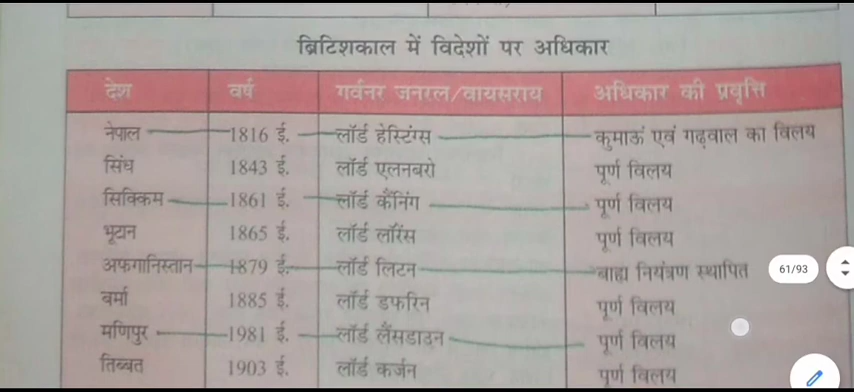 ब्रिटिशकाल में विदेशों पर अधिकार
देश वर्ष गर्वनर जनरल/वायसराय अधिकार की प्रवृत्ति
नेपाल 1816 ई. लॉर्ड हेस्टिंग्स कुमाऊं एवं गढ़वाल का विलय
सिंध 1843 ई. लॉर्ड एलनबरो पूर्ण विलय
सिक्किम 1861 ई. लॉर्ड कैनिंग पूर्ण विलय
भूटान 1865 ई. लॉर्ड लॉरेंस पूर्ण विलय
अफगानिस्तान 1879 ई. लॉर्ड लिटन बाह्य नियंत्रण स्थापित 61/93
बर्मा 1885 ई. लॉर्ड डफरिन पूर्ण विलय
मणिपुर 1981 ई. लॉर्ड लैंसडाउन पूर्ण विलय
तिब्बत 1903 ई. लॉर्ड कर्जन पूर्ण विलय